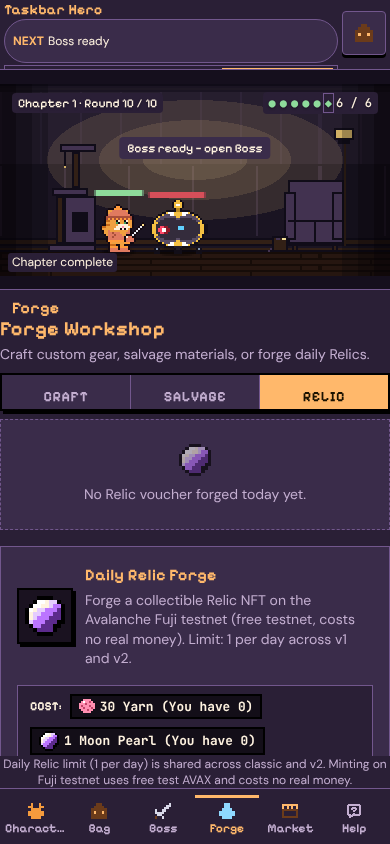 Taskbar Hero
NEXT Boss ready
Chapter 1 · Round 10 / 10
6 / 6
Boss ready – open Boss
Chapter complete
Forge
Forge Workshop
Craft custom gear, salvage materials, or forge daily Relics.
CRAFT
SALVAGE
RELIC
No Relic voucher forged today yet.
Daily Relic Forge
Forge a collectible Relic NFT on the
Avalanche Fuji testnet (free testnet, costs
no real money). Limit: 1 per day across v1
and v2.
COST:
30 Yarn (You have 0)
1 Moon Pearl (You have 0)
Daily Relic limit (1 per day) is shared across classic and v2. Minting on
Fuji testnet uses free test AVAX and costs no real money.
Charact...
Bag
Boss
Forge
Market
Help